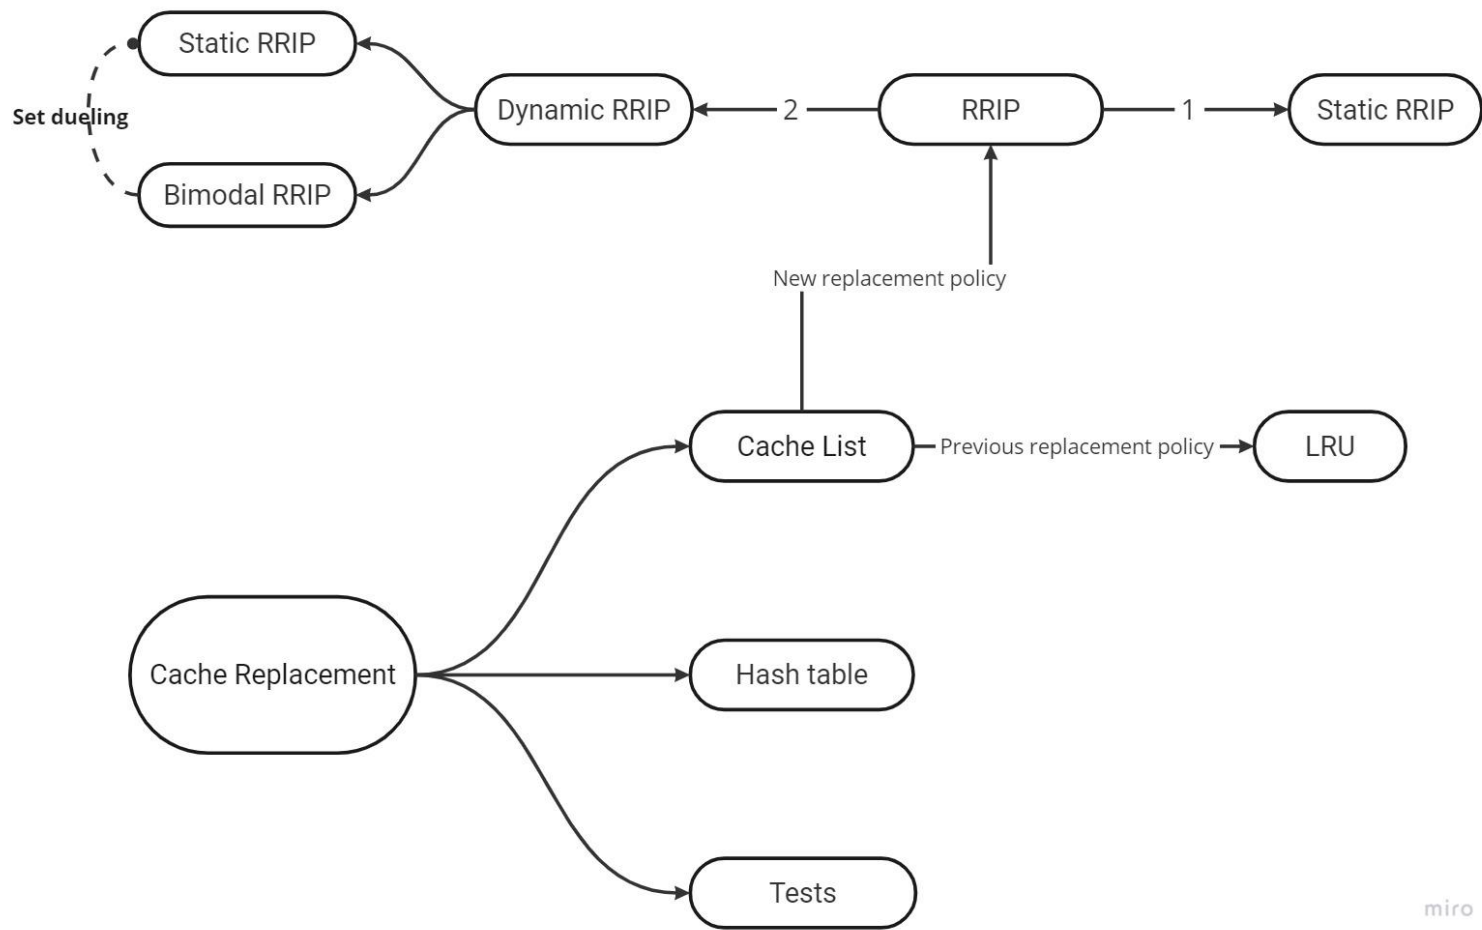 Static RRIP
Set dueling
Bimodal RRIP
Dynamic RRIP
2
RRIP
1
Static RRIP
New replacement policy
Cache List
Previous replacement policy
LRU
Cache Replacement
Hash table
Tests
miro